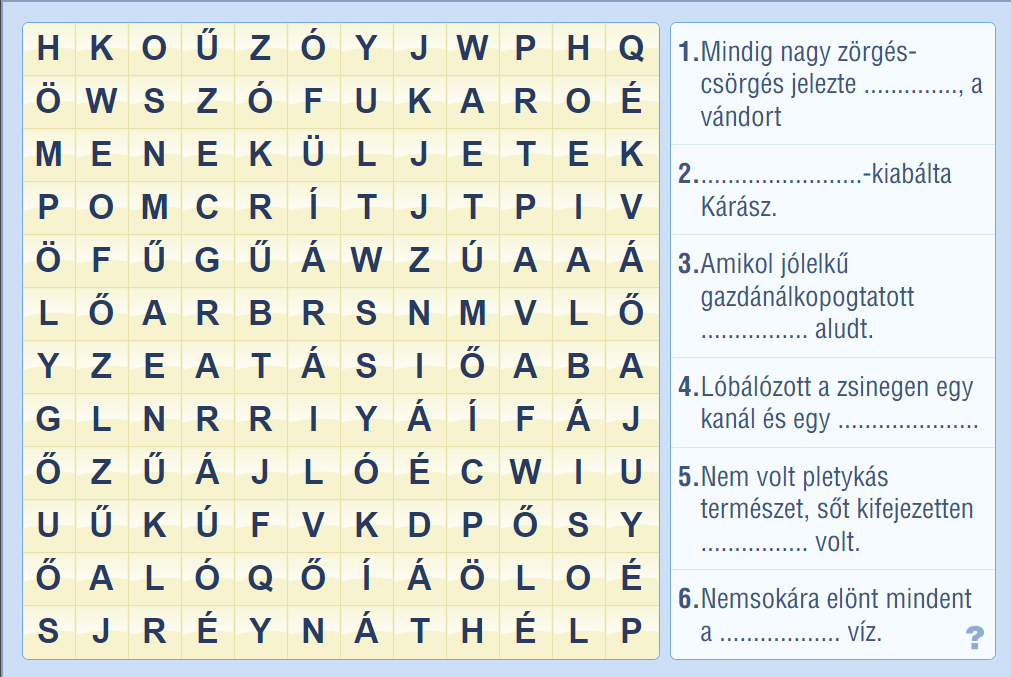 H K O Ű Z Ó Y J W P H Q
Ö W S Z Ó F U K A R O É
M E N E K Ü L J E T E K
P O M C R Í T J T P I V
Ö F Ű G Ű Á W Z Ú A A Á
L Ő A R B R S N M V L Ő
Y Z E A T Á S I Ő A B A
G L N R R I Y Á Í F Á J
Ő Z Ű Á J L Ó É C W I U
U Ű K Ú F V K D P Ő S Y
Ő A L Ó Q Ő Í Á Ö L O É
S J R É Y N Á T H É L P
1. Mindig nagy zörgés-
csörgés jelezte .............., a
vándort
2. ........................-kiabálta
Kárász.
3. Amikol jólelkű
gazdánálkopogtatott
................ aludt.
4. Lóbálózott a zsinegen egy
kanál és egy .....................
5. Nem volt pletykás
természet, sőt kifejezetten
................ volt.
6. Nemsokára elönt mindent
a .................. víz.
?